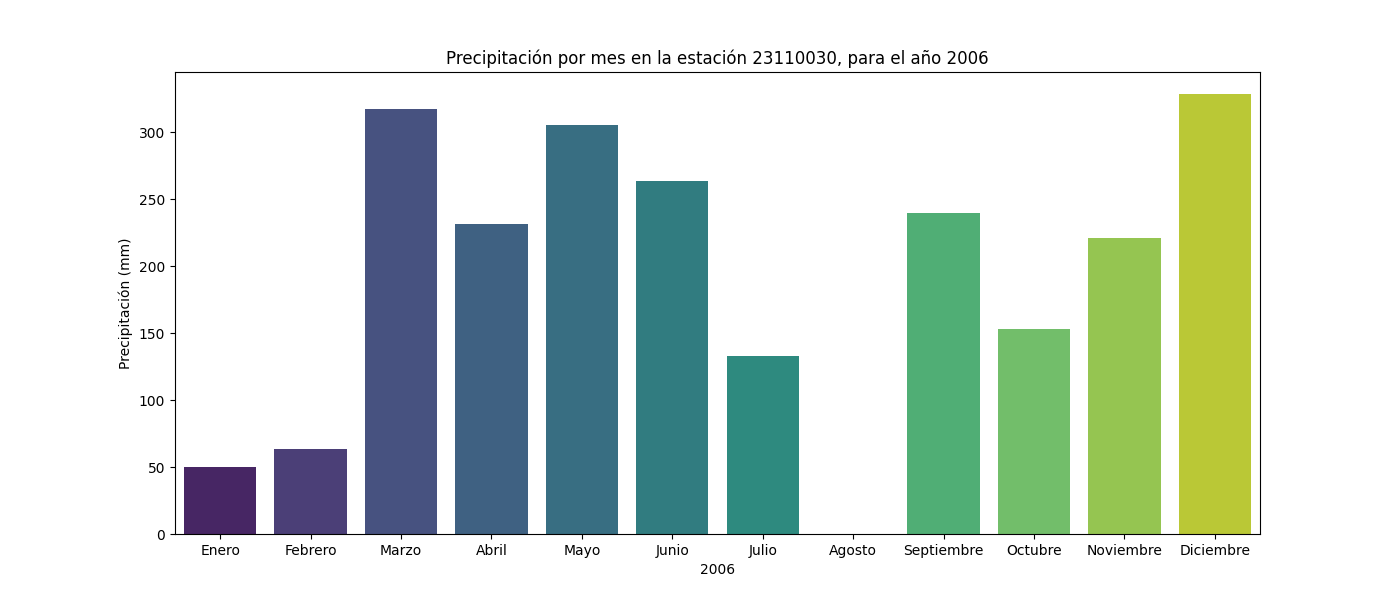 Precipitación por mes en la estación 23110030, para el año 2006
Precipitación (mm)
300
250
200
150
100
50
0
Enero Febrero Marzo Abril Mayo Junio Julio Agosto Septiembre Octubre Noviembre Diciembre
2006